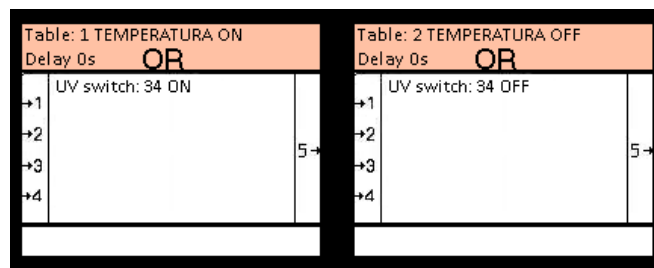 Table: 1 TEMPERATURA ON
Delay 0s OR
UV switch: 34 ON
→1
→2
→3
→4
5→
Table: 2 TEMPERATURA OFF
Delay 0s OR
UV switch: 34 OFF
→1
→2
→3
→4
5→